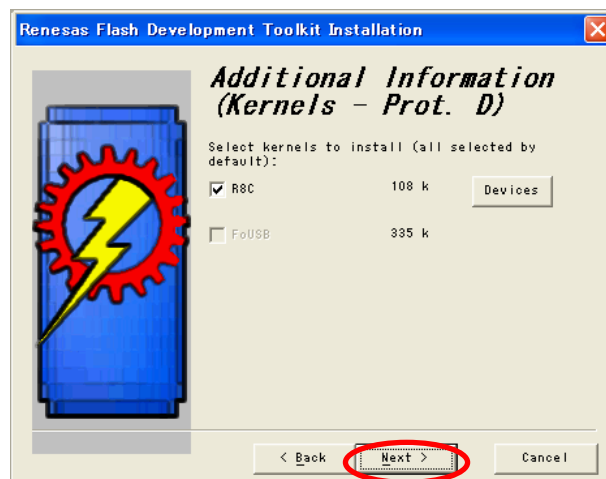 Renesas Flash Development Toolkit Installation
Additional Information
(Kernels - Prot. D)
Select kernels to install (all selected by
default):
R8C 108 k Devices
FoUSB 335 k
< Back Next > Cancel